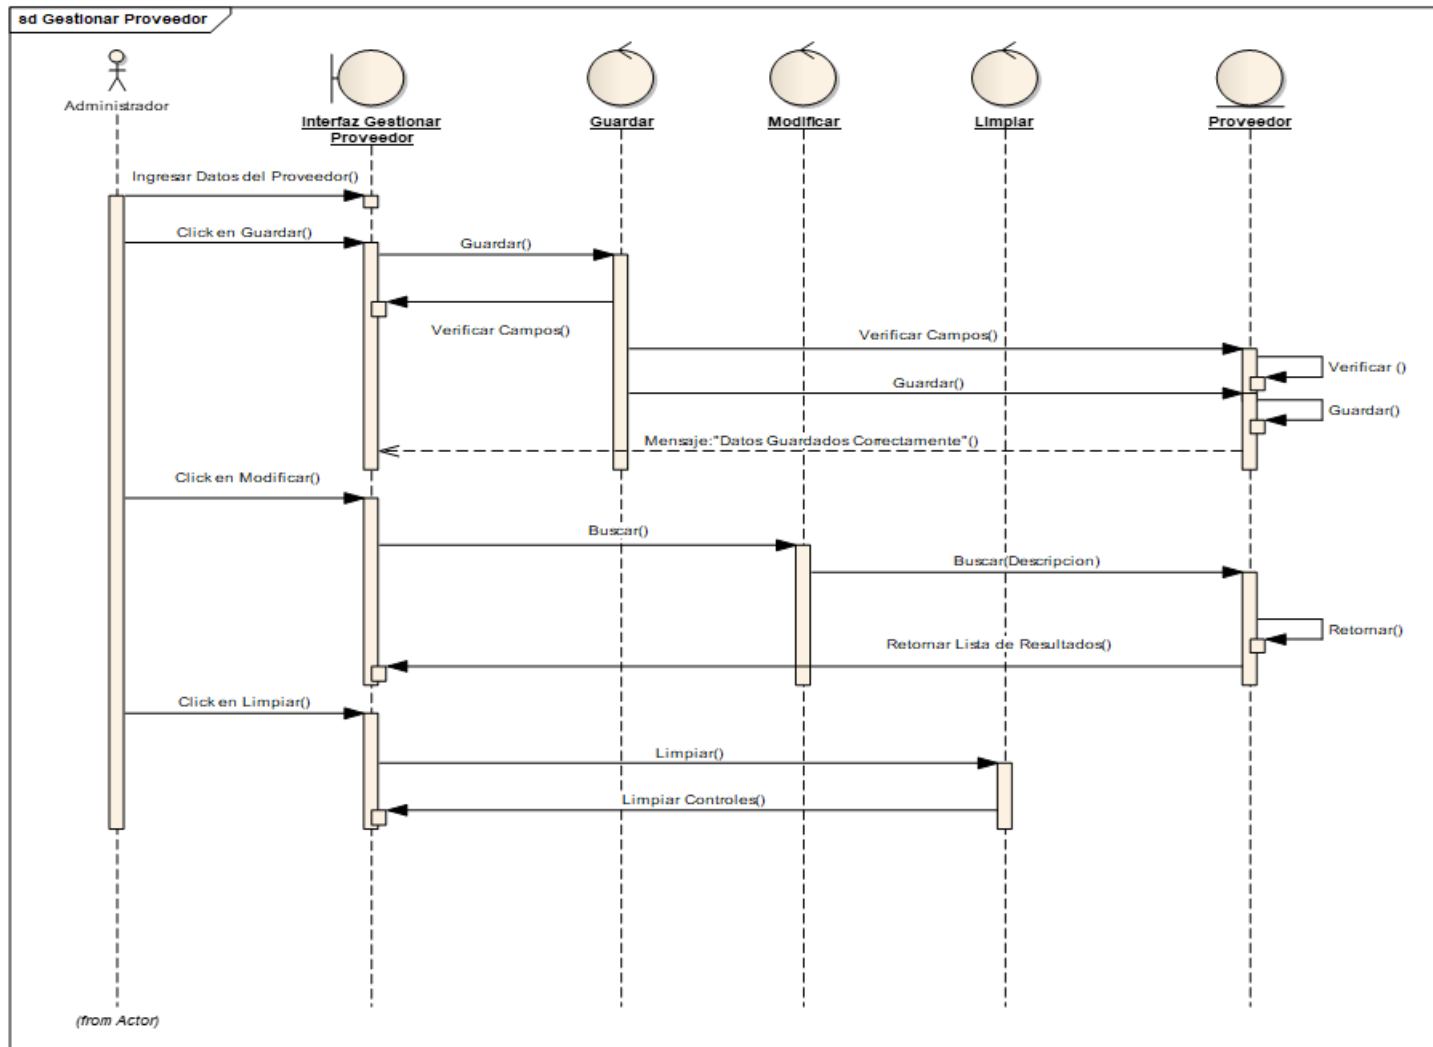 sd Gestionar Proveedor
Administrador
Interfaz Gestionar
Proveedor
Guardar
Modificar
Limpiar
Proveedor
Ingresar Datos del Proveedor()
Click en Guardar()
Guardar()
Verificar Campos()
Verificar Campos()
Verificar ()
Guardar()
Guardar()
Mensaje:"Datos Guardados Correctamente"()
Click en Modificar()
Buscar()
Buscar(Descripcion)
Retornar()
Retornar Lista de Resultados()
Click en Limpiar()
Limpiar()
Limpiar Controles()
(from Actor)